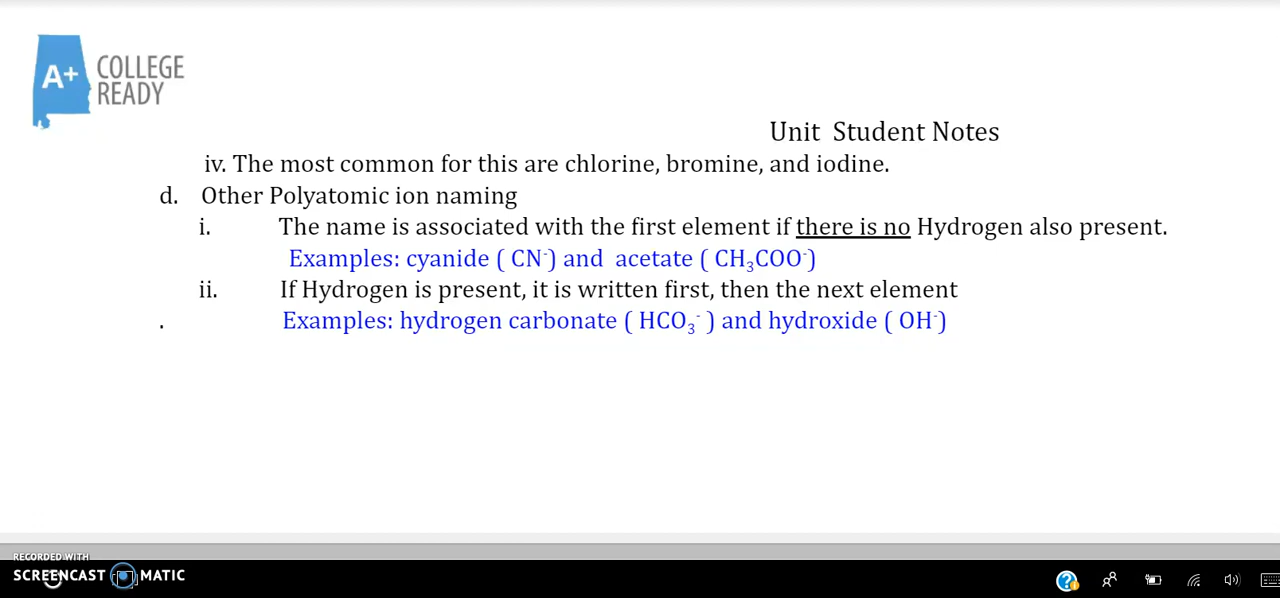 A+ COLLEGE
READY
Unit Student Notes
iv. The most common for this are chlorine, bromine, and iodine.
d. Other Polyatomic ion naming
i. The name is associated with the first element if there is no Hydrogen also present.
Examples: cyanide ( CN⁻) and acetate ( CH₃COO⁻)
ii. If Hydrogen is present, it is written first, then the next element
. Examples: hydrogen carbonate ( HCO₃⁻ ) and hydroxide ( OH⁻)
RECORDED WITH
SCREENCAST MATIC